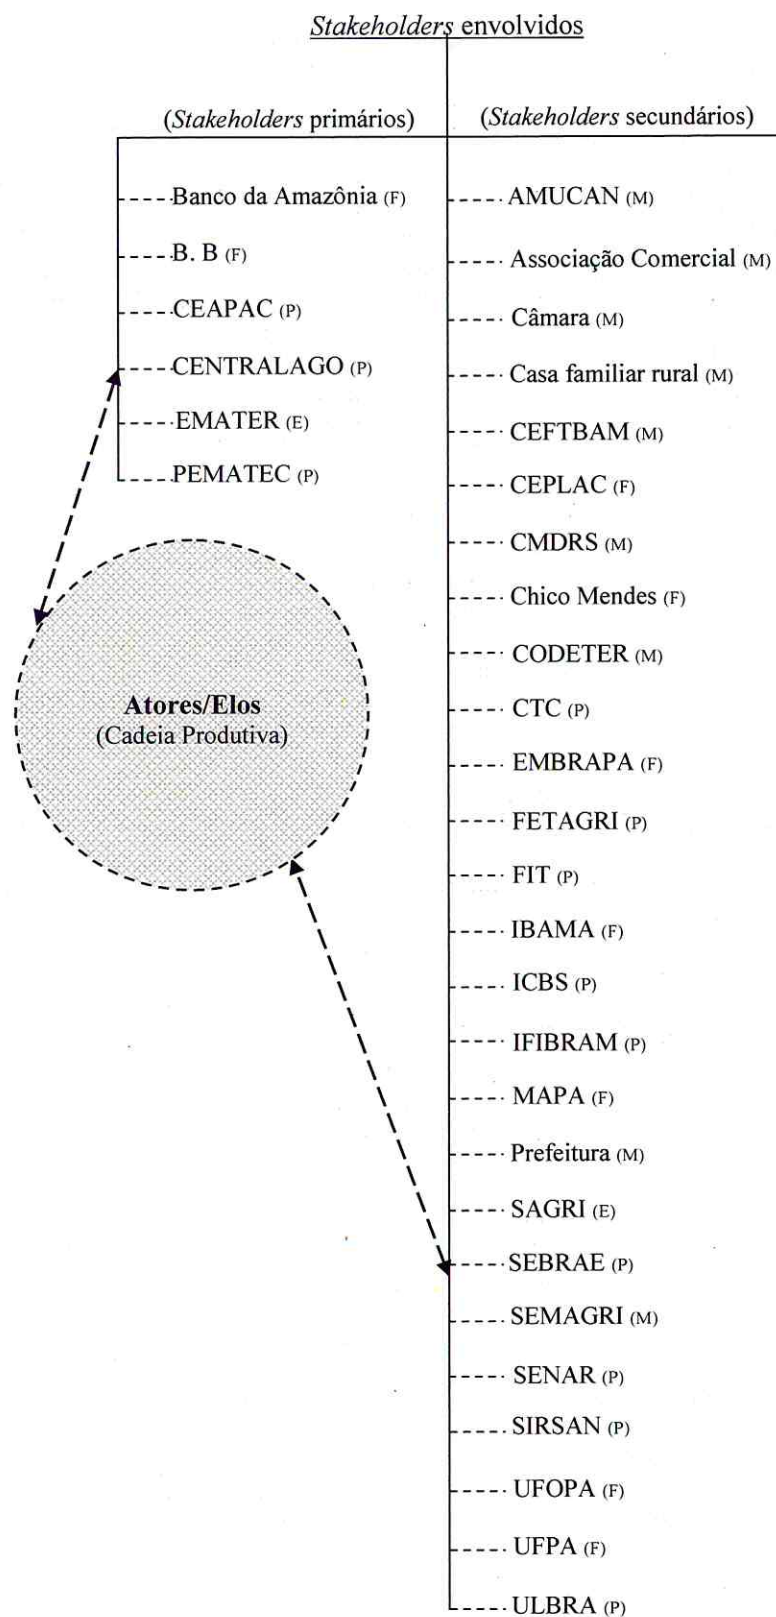 Stakeholders envolvidos
(Stakeholders primários)
Banco da Amazônia (F)
B. B (F)
CEAPAC (P)
CENTRALAGO (P)
EMATER (E)
PEMATEC (P)
Atores/Elos
(Cadeia Produtiva)
(Stakeholders secundários)
AMUCAN (M)
Associação Comercial (M)
Câmara (M)
Casa familiar rural (M)
CEFTBAM (M)
CEPLAC (F)
CMDRS (M)
Chico Mendes (F)
CODETER (M)
CTC (P)
EMBRAPA (F)
FETAGRI (P)
FIT (P)
IBAMA (F)
ICBS (P)
IFIBRAM (P)
MAPA (F)
Prefeitura (M)
SAGRI (E)
SEBRAE (P)
SEMAGRI (M)
SENAR (P)
SIRSAN (P)
UFOPA (F)
UFPA (F)
ULBRA (P)